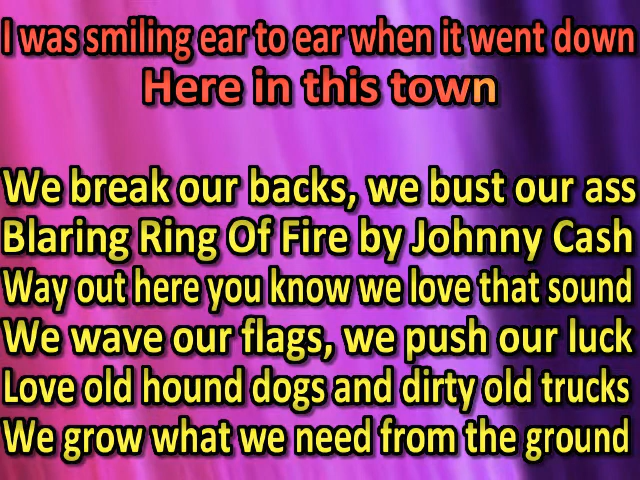 I was smiling ear to ear when it went down
Here in this town
We break our backs, we bust our ass
Blaring Ring Of Fire by Johnny Cash
Way out here you know we love that sound
We wave our flags, we push our luck
Love old hound dogs and dirty old trucks
We grow what we need from the ground